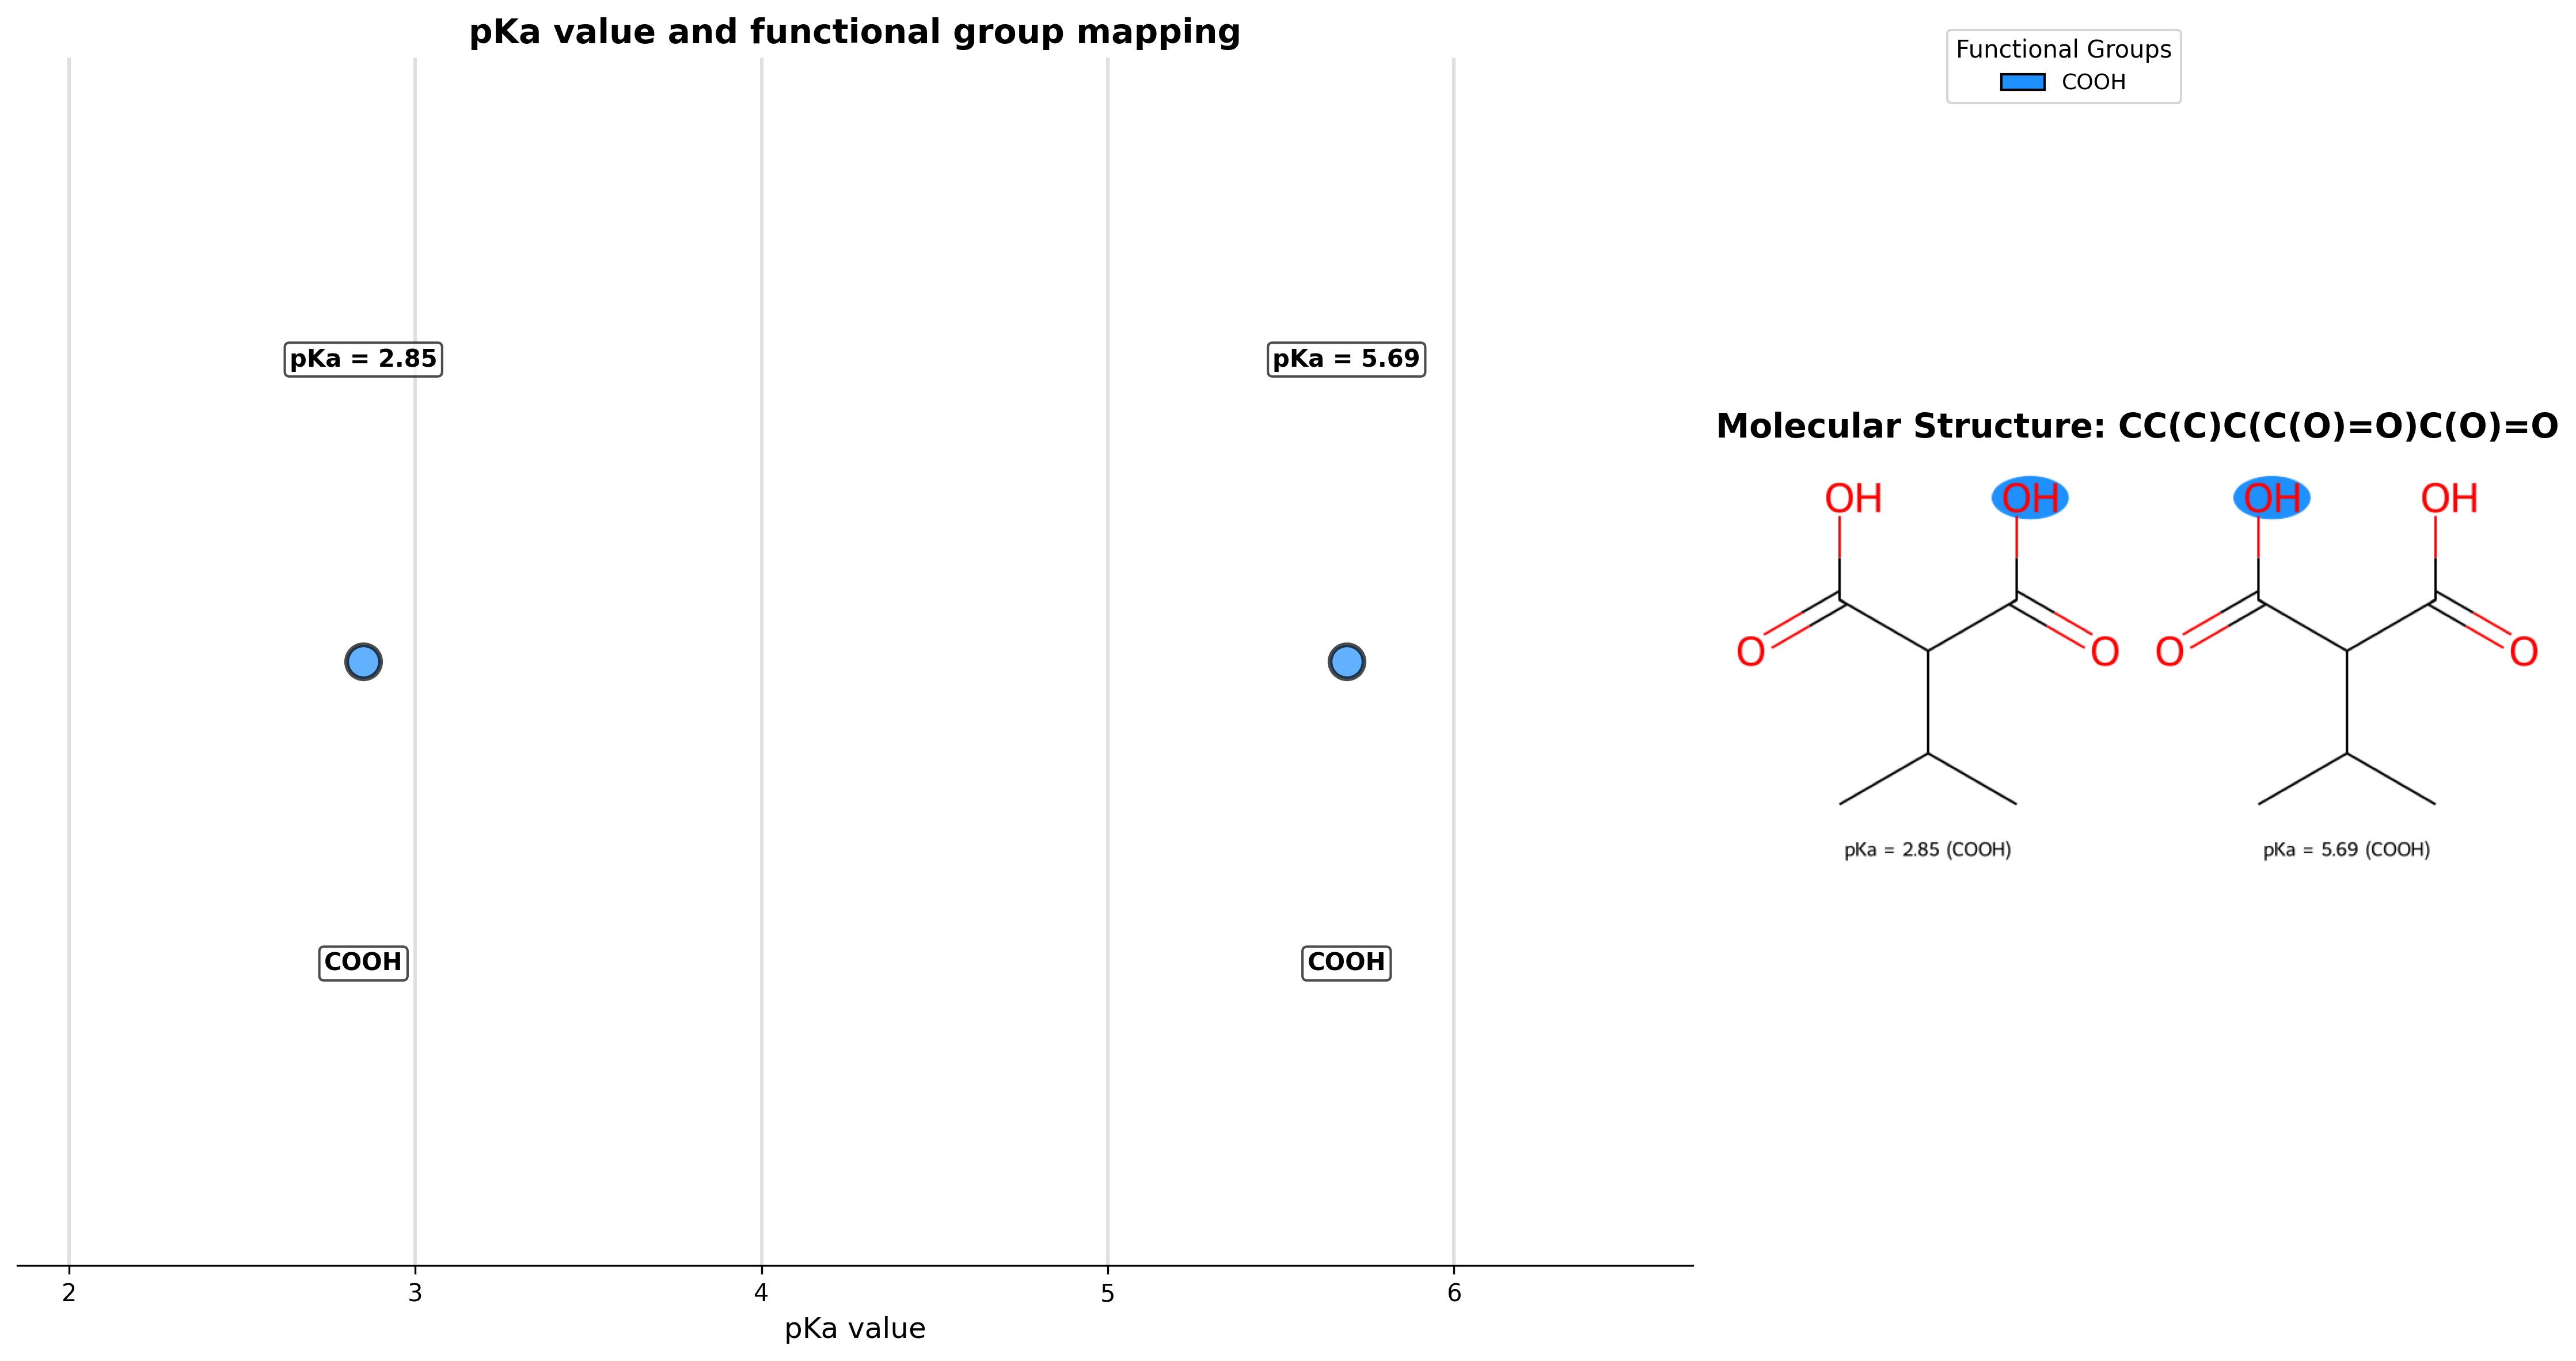 pKa value and functional group mapping
Functional Groups
COOH
pKa = 2.85
pKa = 5.69
COOH
COOH
2 3 4 5 6
pKa value
Molecular Structure: CC(C)C(C(O)=O)C(O)=O
OH OH OH OH
O O O O
pKa = 2.85 (COOH)
pKa = 5.69 (COOH)